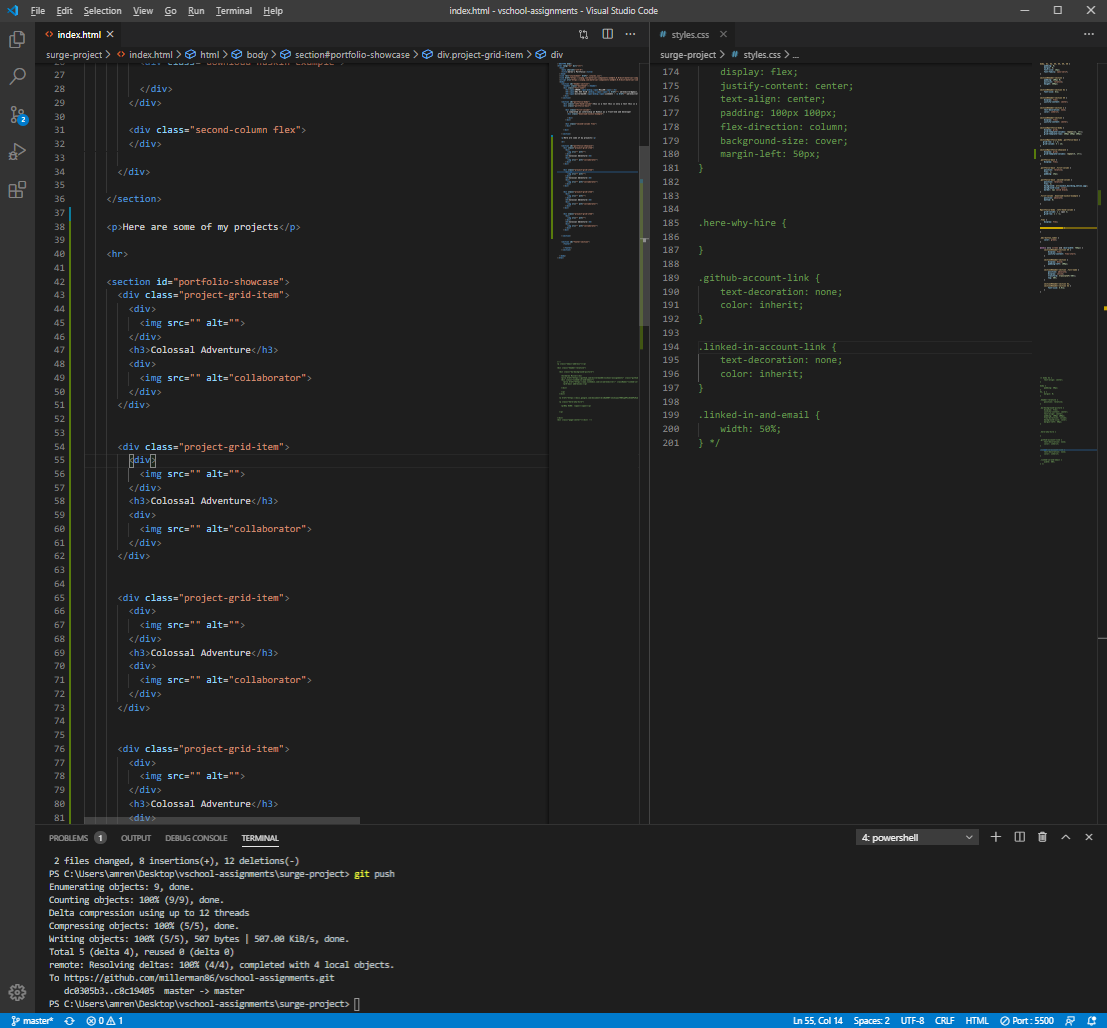 File Edit Selection View Go Run Terminal Help
index.html - vschool-assignments - Visual Studio Code
index.html
styles.css
surge-project > index.html > html > body > section#portfolio-showcase > div.project-grid-item > div
surge-project > styles.css > ...
27
28 </div>
29 </div>
30
31 <div class="second-column flex">
32 </div>
33
34 </div>
35
36 </section>
37
38 <p>Here are some of my projects</p>
39
40 <hr>
41
42 <section id="portfolio-showcase">
43 <div class="project-grid-item">
44 <div>
45 <img src="" alt="">
46 </div>
47 <h3>Colossal Adventure</h3>
48 <div>
49 <img src="" alt="collaborator">
50 </div>
51 </div>
52
53
54 <div class="project-grid-item">
55 <div>
56 <img src="" alt="">
57 </div>
58 <h3>Colossal Adventure</h3>
59 <div>
60 <img src="" alt="collaborator">
61 </div>
62 </div>
63
64
65 <div class="project-grid-item">
66 <div>
67 <img src="" alt="">
68 </div>
69 <h3>Colossal Adventure</h3>
70 <div>
71 <img src="" alt="collaborator">
72 </div>
73 </div>
74
75
76 <div class="project-grid-item">
77 <div>
78 <img src="" alt="">
79 </div>
80 <h3>Colossal Adventure</h3>
81 <div>
174 display: flex;
175 justify-content: center;
176 text-align: center;
177 padding: 100px 100px;
178 flex-direction: column;
179 background-size: cover;
180 margin-left: 50px;
181 }
182
183
184
185 .here-why-hire {
186
187 }
188
189 .github-account-link {
190 text-decoration: none;
191 color: inherit;
192 }
193
194 .linked-in-account-link {
195 text-decoration: none;
196 color: inherit;
197 }
198
199 .linked-in-and-email {
200 width: 50%;
201 } */
PROBLEMS 1 OUTPUT DEBUG CONSOLE TERMINAL
4: powershell
2 files changed, 8 insertions(+), 12 deletions(-)
PS C:\Users\amren\Desktop\vschool-assignments\surge-project> git push
Enumerating objects: 9, done.
Counting objects: 100% (9/9), done.
Delta compression using up to 12 threads
Compressing objects: 100% (5/5), done.
Writing objects: 100% (5/5), 507 bytes | 507.00 KiB/s, done.
Total 5 (delta 4), reused 0 (delta 0)
remote: Resolving deltas: 100% (4/4), completed with 4 local objects.
To https://github.com/millerman86/vschool-assignments.git
dc0305b3..c8c19405 master -> master
PS C:\Users\amren\Desktop\vschool-assignments\surge-project>
2
master* 0 1 Ln 55, Col 14 Spaces: 2 UTF-8 CRLF HTML Port : 5500